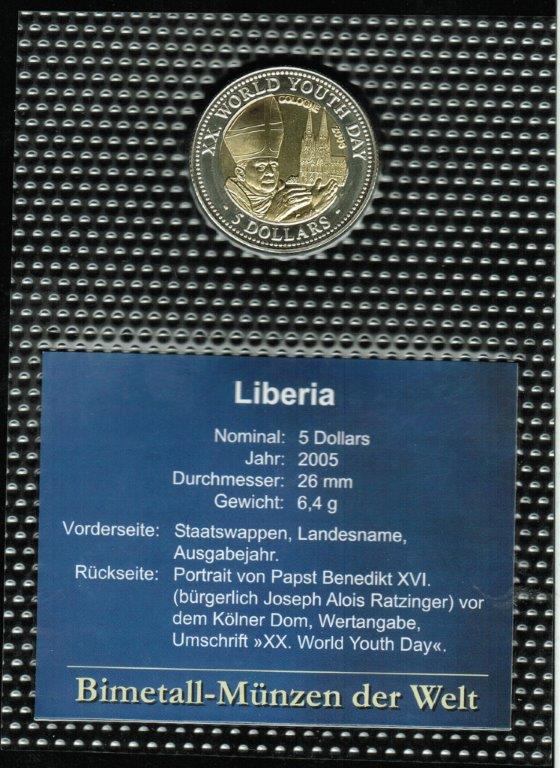 XX. WORLD YOUTH DAY
COLOGNE 2005
· 5 DOLLARS ·
Liberia
Nominal: 5 Dollars
Jahr: 2005
Durchmesser: 26 mm
Gewicht: 6,4 g
Vorderseite: Staatswappen, Landesname,
Ausgabejahr.
Rückseite: Portrait von Papst Benedikt XVI.
(bürgerlich Joseph Alois Ratzinger) vor
dem Kölner Dom, Wertangabe,
Umschrift »XX. World Youth Day«.
Bimetall-Münzen der Welt